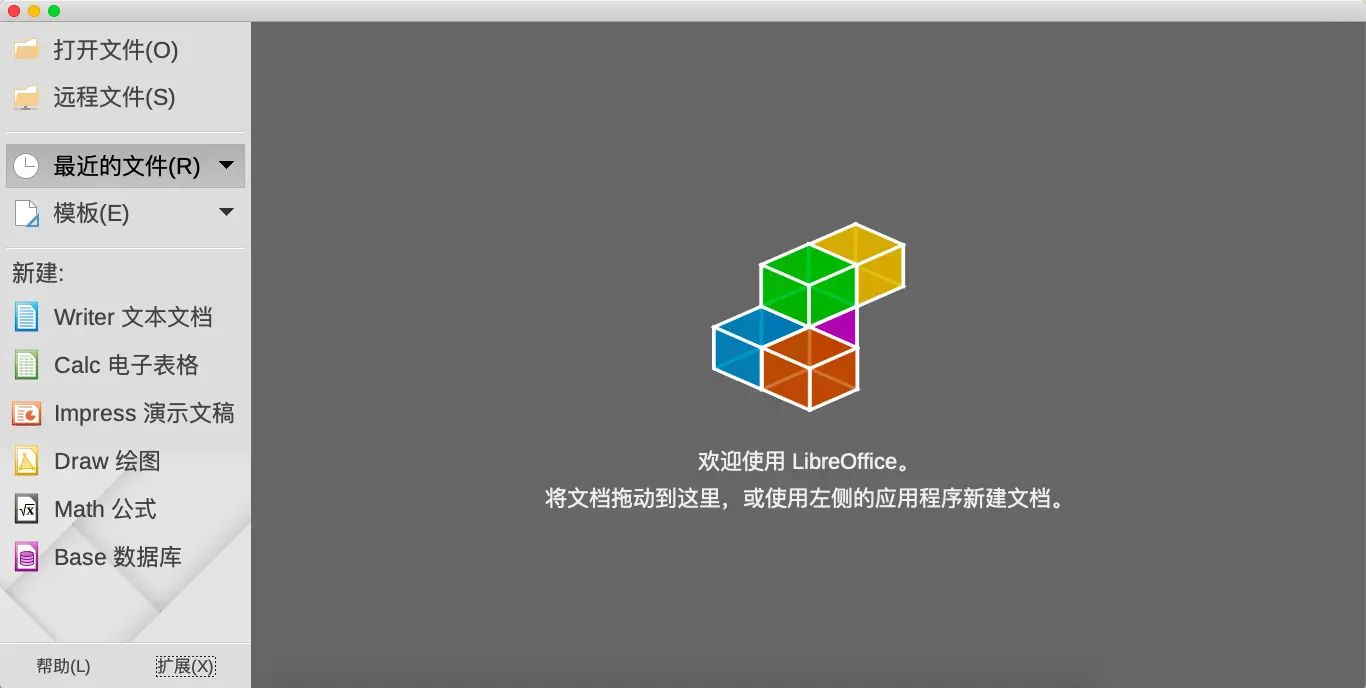 打开文件(O)
远程文件(S)
最近的文件(R)
模板(E)
新建:
Writer 文本文档
Calc 电子表格
Impress 演示文稿
Draw 绘图
Math 公式
Base 数据库
帮助(L)
扩展(X)
欢迎使用 LibreOffice。
将文档拖动到这里，或使用左侧的应用程序新建文档。